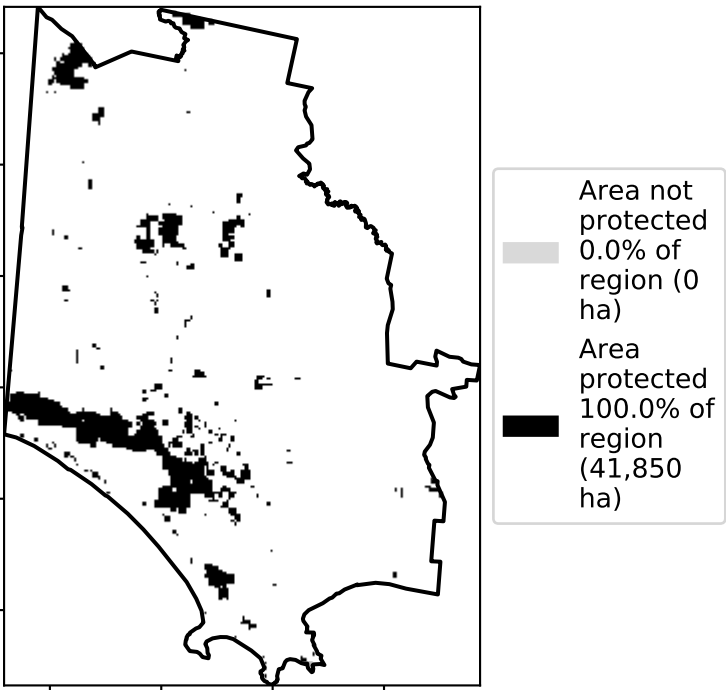 Area not
protected
0.0% of
region (0
ha)
Area
protected
100.0% of
region
(41,850
ha)